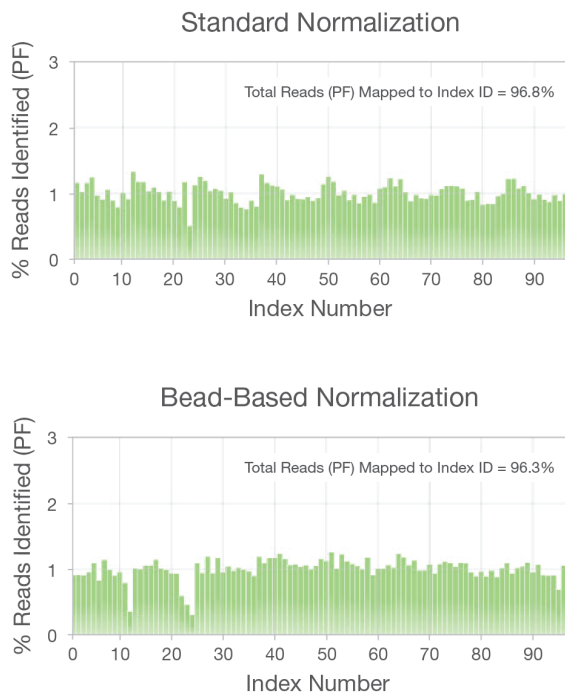 Standard Normalization
% Reads Identified (PF)
3
2
1
0
Total Reads (PF) Mapped to Index ID = 96.8%
0 10 20 30 40 50 60 70 80 90
Index Number
Bead-Based Normalization
% Reads Identified (PF)
3
2
1
0
Total Reads (PF) Mapped to Index ID = 96.3%
0 10 20 30 40 50 60 70 80 90
Index Number